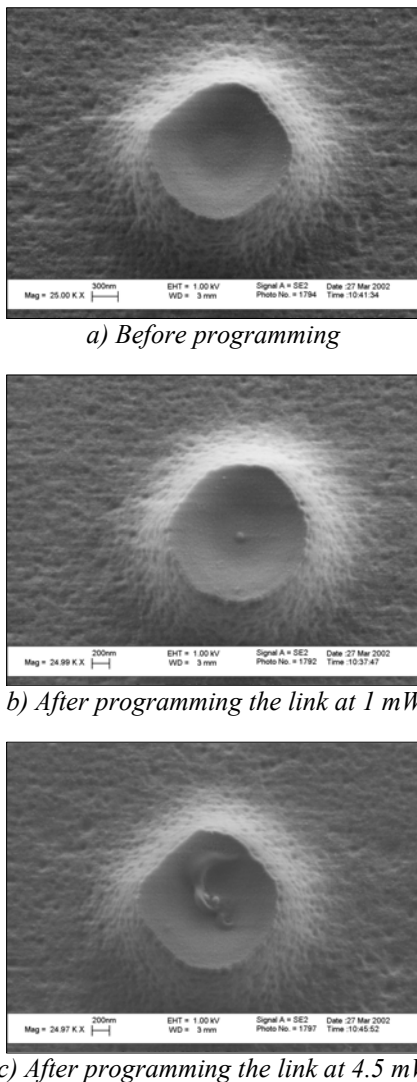 300nm EHT = 1.00 kV Signal A = SE2 Date :27 Mar 2002
Mag = 25.00 K X WD = 3 mm Photo No. = 1794 Time :10:41:34
a) Before programming
200nm EHT = 1.00 kV Signal A = SE2 Date :27 Mar 2002
Mag = 24.99 K X WD = 3 mm Photo No. = 1792 Time :10:37:47
b) After programming the link at 1 mW
200nm EHT = 1.00 kV Signal A = SE2 Date :27 Mar 2002
Mag = 24.97 K X WD = 3 mm Photo No. = 1797 Time :10:45:52
c) After programming the link at 4.5 mW